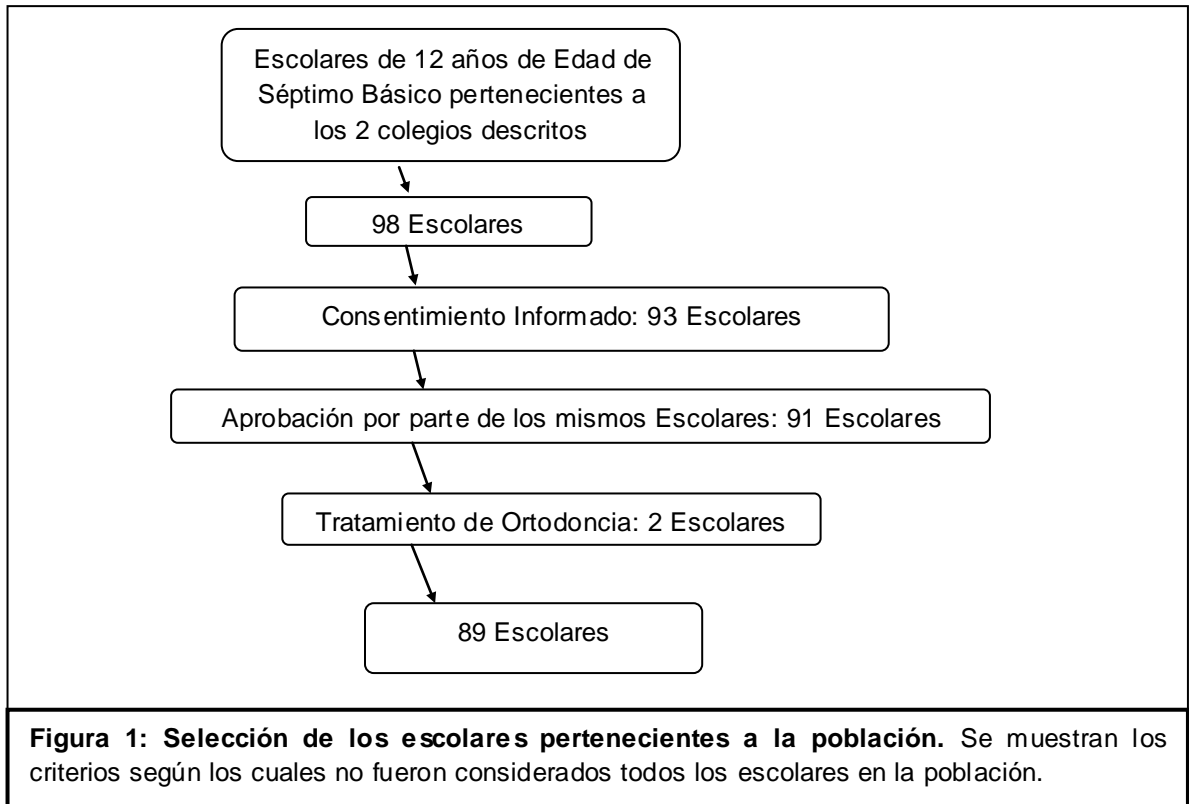 Escolares de 12 años de Edad de
Séptimo Básico pertenecientes a
los 2 colegios descritos
98 Escolares
Consentimiento Informado: 93 Escolares
Aprobación por parte de los mismos Escolares: 91 Escolares
Tratamiento de Ortodoncia: 2 Escolares
89 Escolares
Figura 1: Selección de los escolares pertenecientes a la población. Se muestran los
criterios según los cuales no fueron considerados todos los escolares en la población.